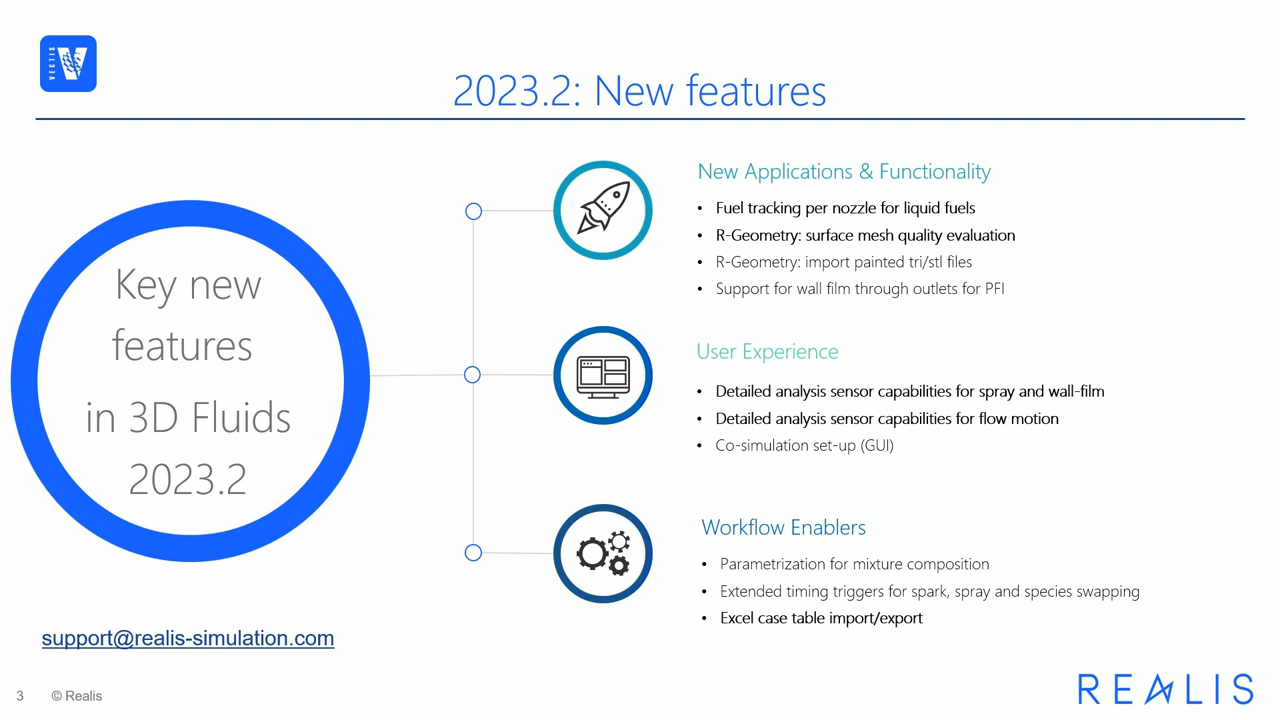 VECTIS
2023.2: New features
Key new
features
in 3D Fluids
2023.2
New Applications & Functionality
• Fuel tracking per nozzle for liquid fuels
• R-Geometry: surface mesh quality evaluation
• R-Geometry: import painted tri/stl files
• Support for wall film through outlets for PFI
User Experience
• Detailed analysis sensor capabilities for spray and wall-film
• Detailed analysis sensor capabilities for flow motion
• Co-simulation set-up (GUI)
Workflow Enablers
• Parametrization for mixture composition
• Extended timing triggers for spark, spray and species swapping
• Excel case table import/export
support@realis-simulation.com
3 © Realis
REALIS